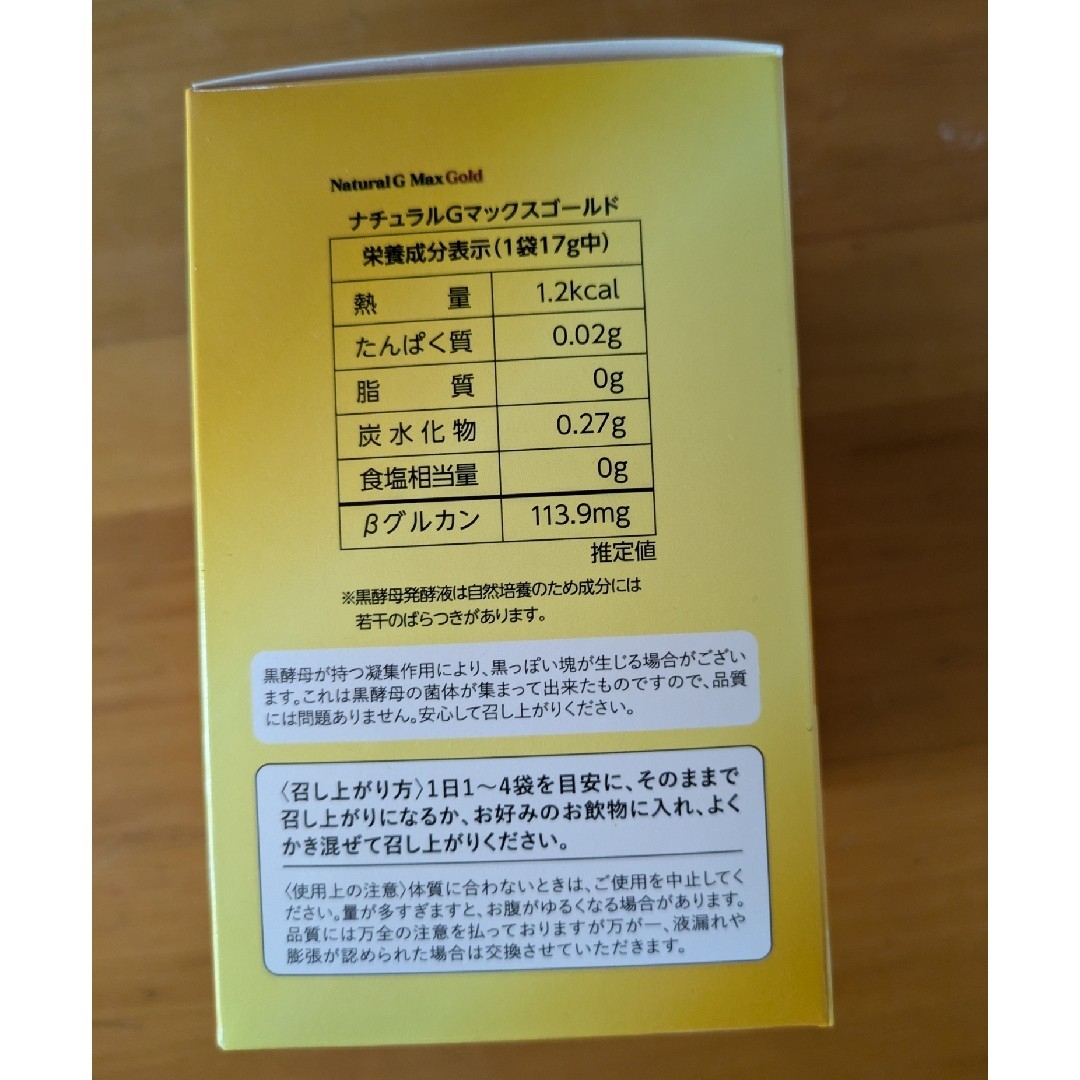 Natural G Max Gold
ナチュラルGマックスゴールド
栄養成分表示(1袋17g中)
熱量 1.2kcal
たんぱく質 0.02g
脂質 0g
炭水化物 0.27g
食塩相当量 0g
βグルカン 113.9mg
推定値
※黒酵母発酵液は自然培養のため成分には
若干のばらつきがあります。
黒酵母が持つ凝集作用により、黒っぽい塊が生じる場合がござい
ます。これは黒酵母の菌体が集まって出来たものですので、品質
には問題ありません。安心して召し上がりください。
〈召し上がり方〉1日1〜4袋を目安に、そのままで
召し上がりになるか、お好みのお飲物に入れ、よく
かき混ぜて召し上がりください。
〈使用上の注意〉体質に合わないときは、ご使用を中止してく
ださい。量が多すぎますと、お腹がゆるくなる場合があります。
品質には万全の注意を払っておりますが万が一、液漏れや
膨張が認められた場合は交換させていただきます。